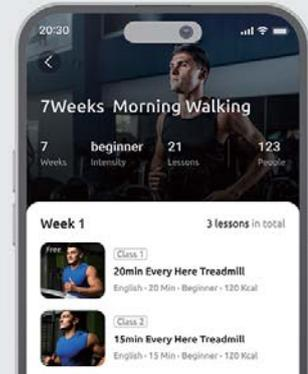 20:30
7Weeks Morning Walking
7 beginner 21 123
Weeks Intensity Lessons People
Week 1 3 lessons in total
Free
Class 1
20min Every Here Treadmill
English - 20 Min - Beginner - 120 Kcal
Class 2
15min Every Here Treadmill
English - 15 Min - Beginner - 120 Kcal